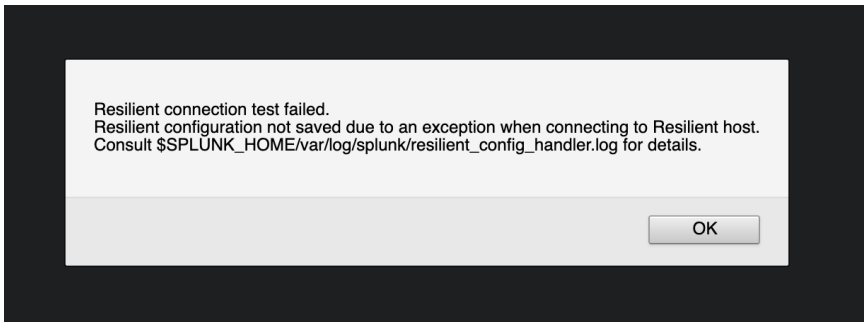 Resilient connection test failed.
Resilient configuration not saved due to an exception when connecting to Resilient host.
Consult $SPLUNK_HOME/var/log/splunk/resilient_config_handler.log for details.
OK